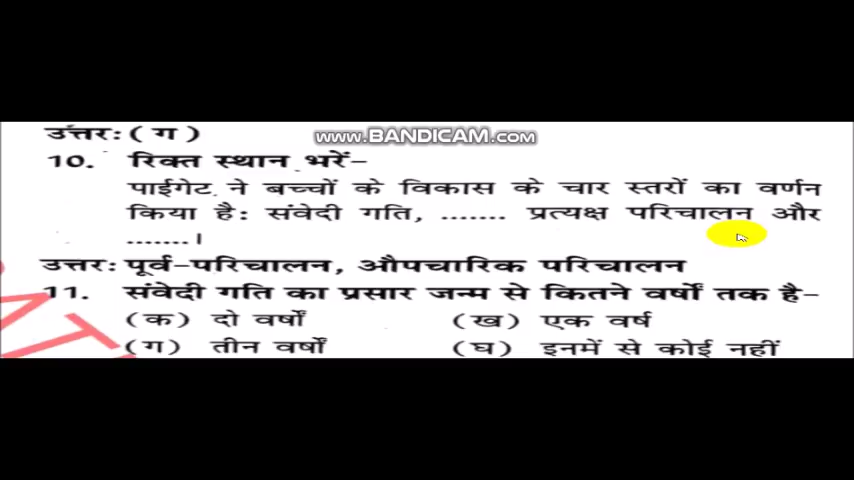 उत्तर: ( ग )
www.BANDICAM.com
10. रिक्त स्थान भरें-
पाईगेट ने बच्चों के विकास के चार स्तरों का वर्णन
किया है: संवेदी गति, ....... प्रत्यक्ष परिचालन और
.......।
उत्तर: पूर्व-परिचालन, औपचारिक परिचालन
11. संवेदी गति का प्रसार जन्म से कितने वर्षों तक है-
(क) दो वर्षों (ख) एक वर्ष
(ग) तीन वर्षों (घ) इनमें से कोई नहीं